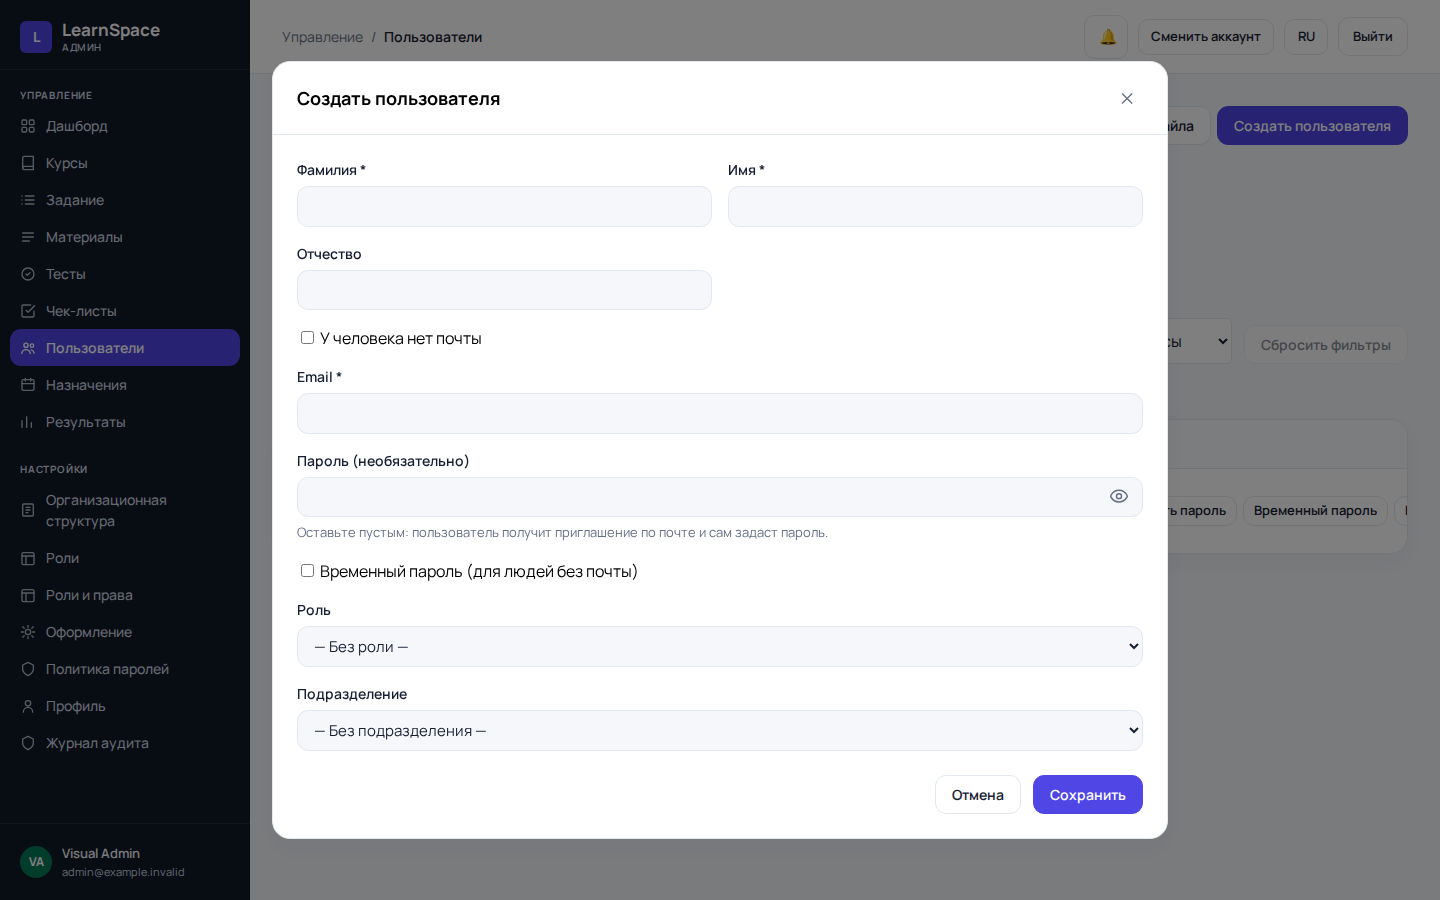 L
LearnSpace
АДМИН
УПРАВЛЕНИЕ
Дашборд
Курсы
Задание
Материалы
Тесты
Чек-листы
Пользователи
Назначения
Результаты
НАСТРОЙКИ
Организационная
структура
Роли
Роли и права
Оформление
Политика паролей
Профиль
Журнал аудита
VA
Visual Admin
admin@example.invalid
Управление / Пользователи
Сменить аккаунт
RU
Выйти
Создать пользователя
Сбросить фильтры
пароль
Временный пароль
Создать пользователя
Фамилия *
Имя *
Отчество
У человека нет почты
Email *
Пароль (необязательно)
Оставьте пустым: пользователь получит приглашение по почте и сам задаст пароль.
Временный пароль (для людей без почты)
Роль
— Без роли —
Подразделение
— Без подразделения —
Отмена
Сохранить